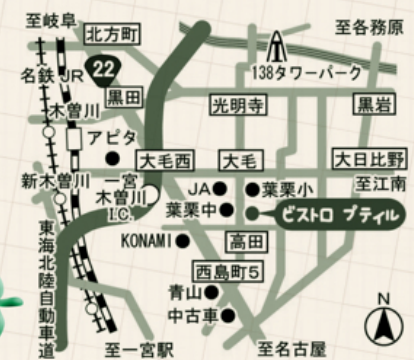 至岐阜
北方町
至各務原
名鉄
JR
22
138タワーパーク
木曽川
黒田
光明寺
黒岩
アピタ
大毛西
大毛
大日比野
新木曽川
一宮
木曽川
I.C.
JA
葉栗小
至江南
葉栗中
ビストロ プティル
KONAMI
高田
東海北陸自動車道
西島町5
青山
中古車
N
至一宮駅
至名古屋